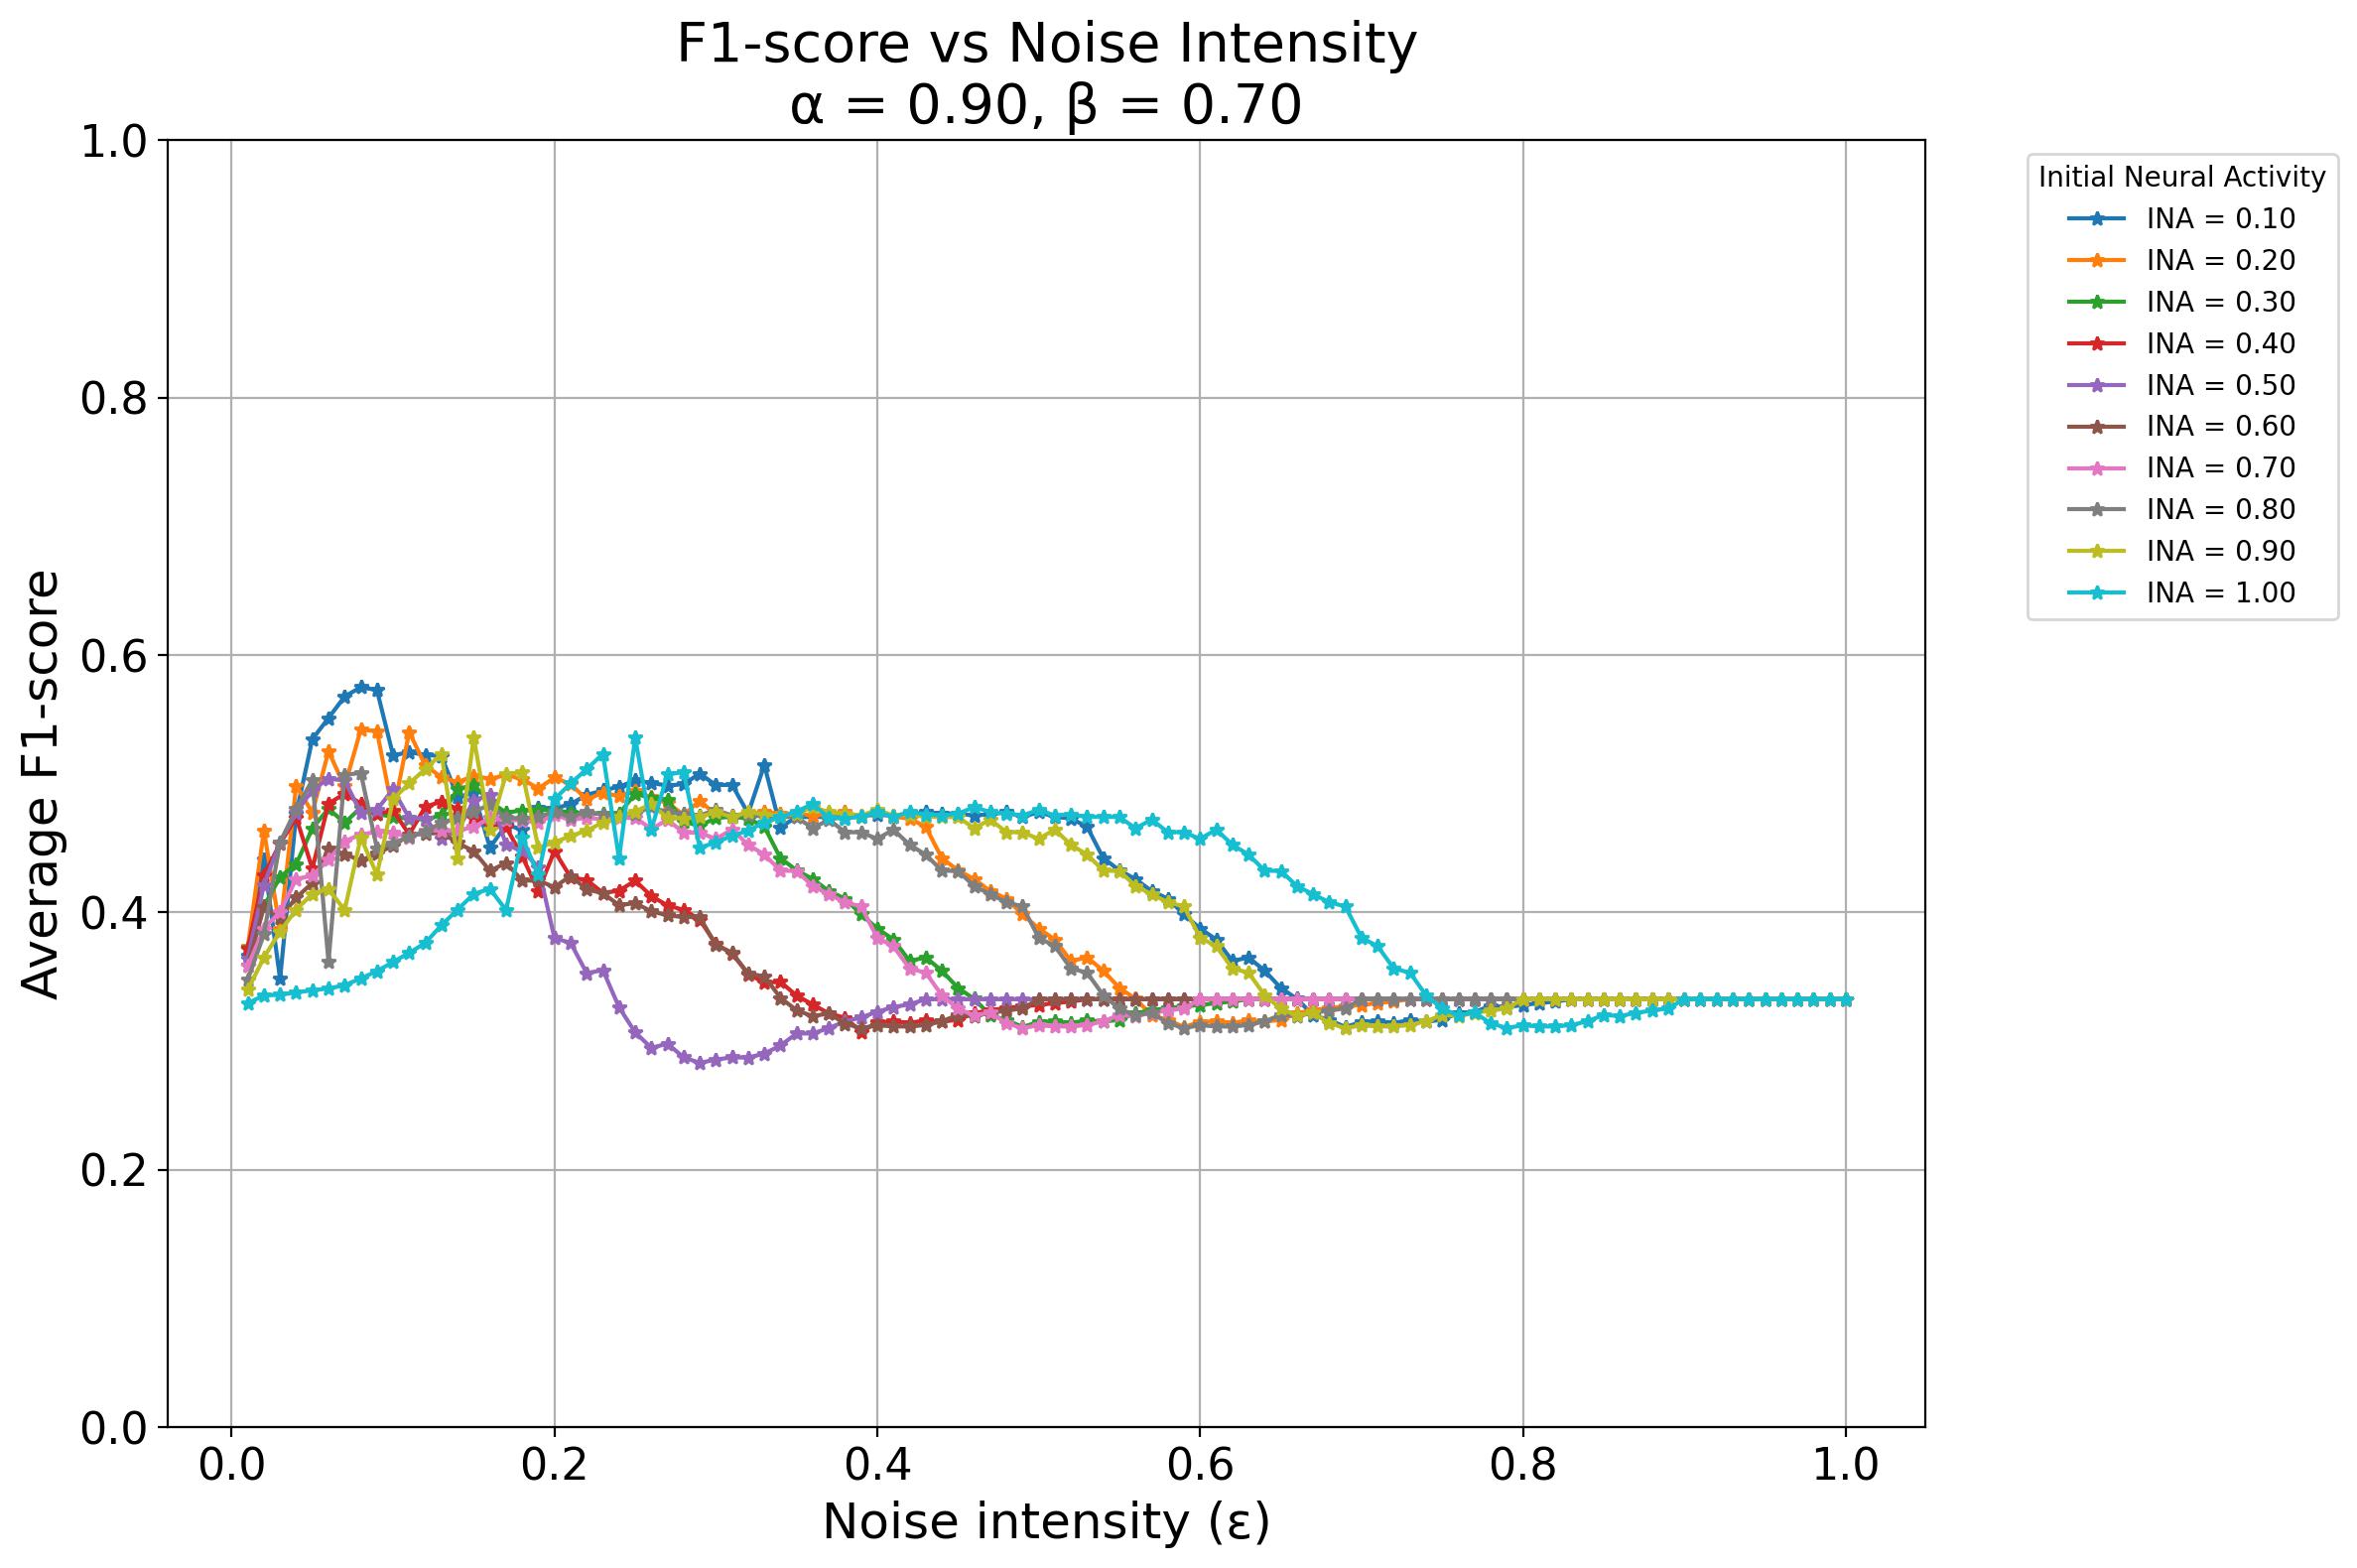 F1-score vs Noise Intensity
α = 0.90, β = 0.70
1.0
0.8
0.6
0.4
0.2
0.0
Average F1-score
0.0 0.2 0.4 0.6 0.8 1.0
Noise intensity (ε)
Initial Neural Activity
INA = 0.10
INA = 0.20
INA = 0.30
INA = 0.40
INA = 0.50
INA = 0.60
INA = 0.70
INA = 0.80
INA = 0.90
INA = 1.00